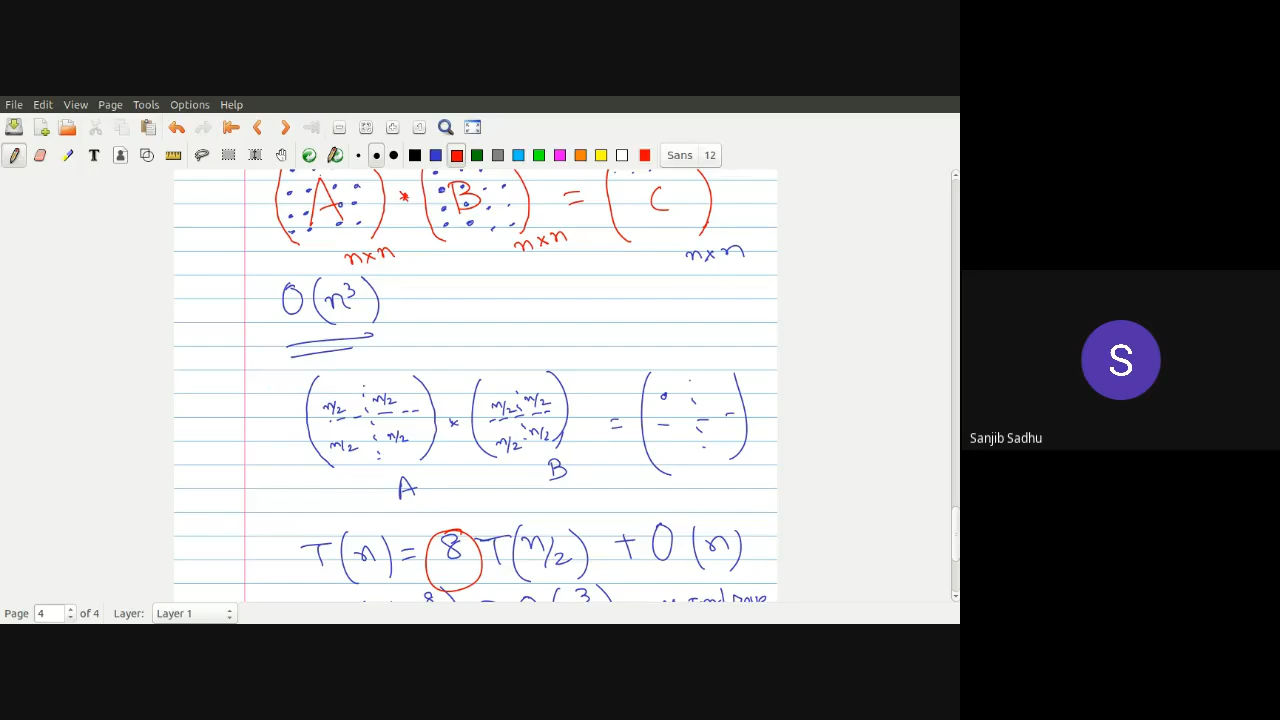 File Edit View Page Tools Options Help
Sans 12
A * B = C
n×n n×n n×n
O(n³)
n/2 n/2 * n/2 n/2 =
n/2 n/2 n/2 n/2
A B
T(n) = 8 T(n/2) + O(n)
Page 4 of 4 Layer: Layer 1
S
Sanjib Sadhu